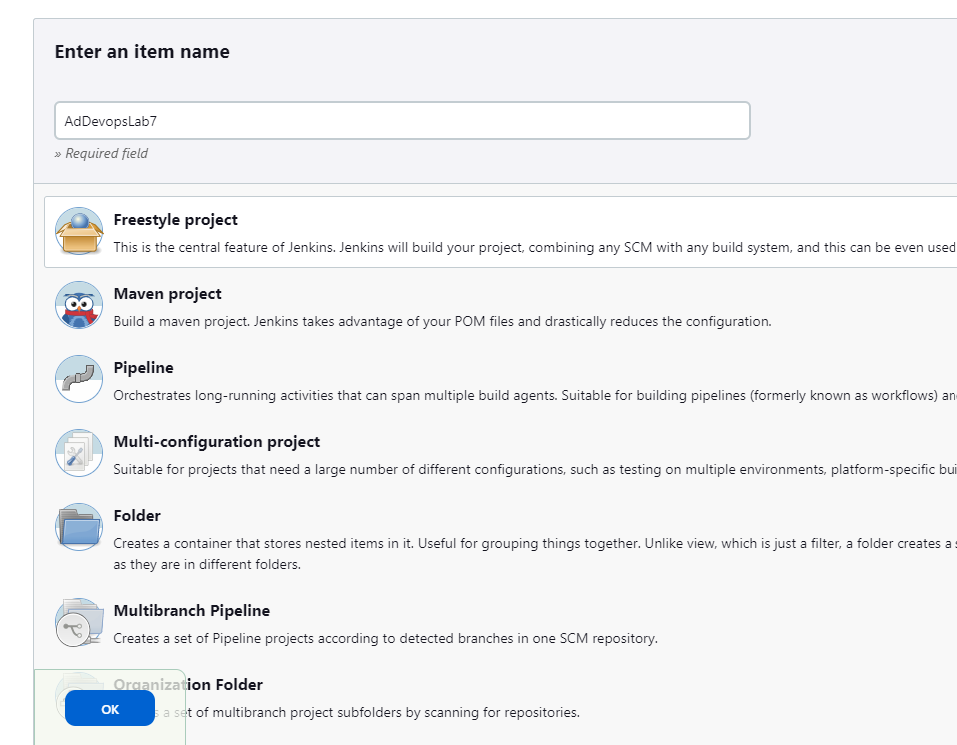 Enter an item name
AdDevopsLab7
» Required field
Freestyle project
This is the central feature of Jenkins. Jenkins will build your project, combining any SCM with any build system, and this can be even used
Maven project
Build a maven project. Jenkins takes advantage of your POM files and drastically reduces the configuration.
Pipeline
Orchestrates long-running activities that can span multiple build agents. Suitable for building pipelines (formerly known as workflows)
Multi-configuration project
Suitable for projects that need a large number of different configurations, such as testing on multiple environments, platform-specific
Folder
Creates a container that stores nested items in it. Useful for grouping things together. Unlike view, which is just a filter, a folder creates a
as they are in different folders.
Multibranch Pipeline
Creates a set of Pipeline projects according to detected branches in one SCM repository.
Organization Folder
a set of multibranch project subfolders by scanning for repositories.
OK